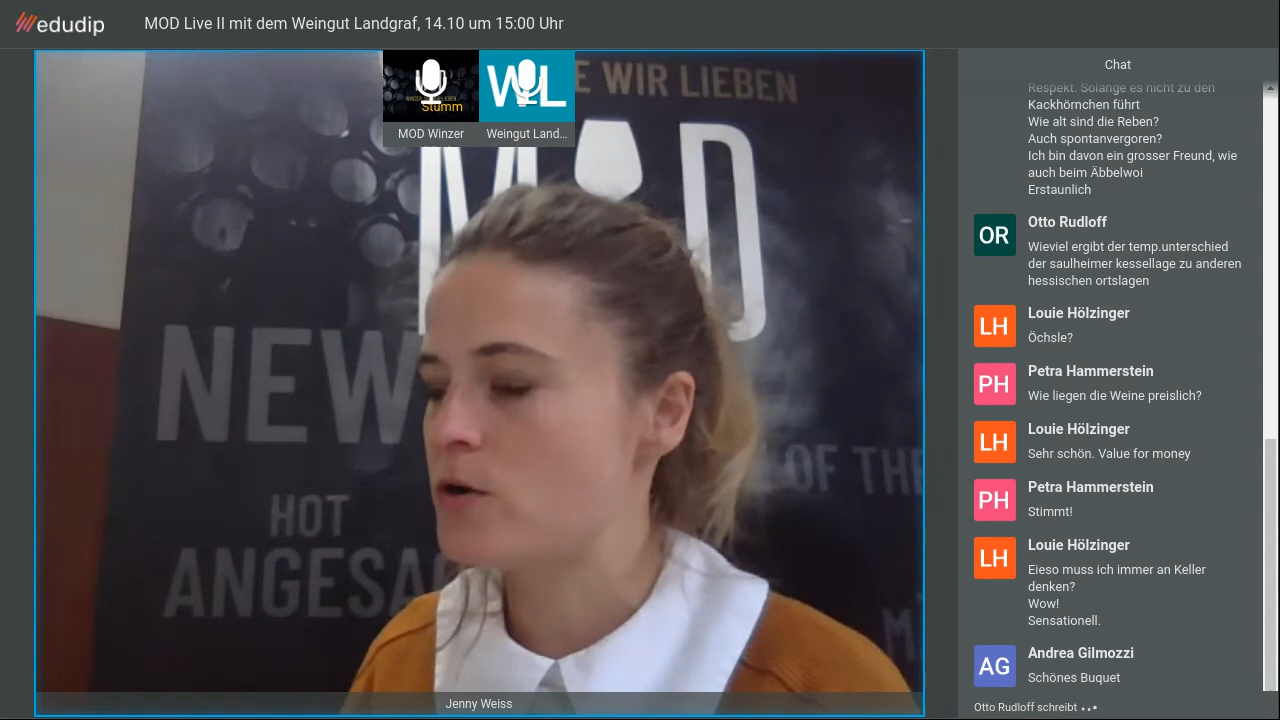 edudip
MOD Live II mit dem Weingut Landgraf, 14.10 um 15:00 Uhr
Stumm
MOD Winzer
WL
Weingut Land...
E WIR LIEBEN
MOD
NEW
OF THE
HOT
ANGESA
M
Jenny Weiss
Chat
Respekt. Solange es nicht zu den
Kackhörnchen führt
Wie alt sind die Reben?
Auch spontanvergoren?
Ich bin davon ein grosser Freund, wie
auch beim Äbbelwoi
Erstaunlich
OR
Otto Rudloff
Wieviel ergibt der temp.unterschied
der saulheimer kessellage zu anderen
hessischen ortslagen
LH
Louie Hölzinger
Öchsle?
PH
Petra Hammerstein
Wie liegen die Weine preislich?
LH
Louie Hölzinger
Sehr schön. Value for money
PH
Petra Hammerstein
Stimmt!
LH
Louie Hölzinger
Eieso muss ich immer an Keller
denken?
Wow!
Sensationell.
AG
Andrea Gilmozzi
Schönes Buquet
Otto Rudloff schreibt